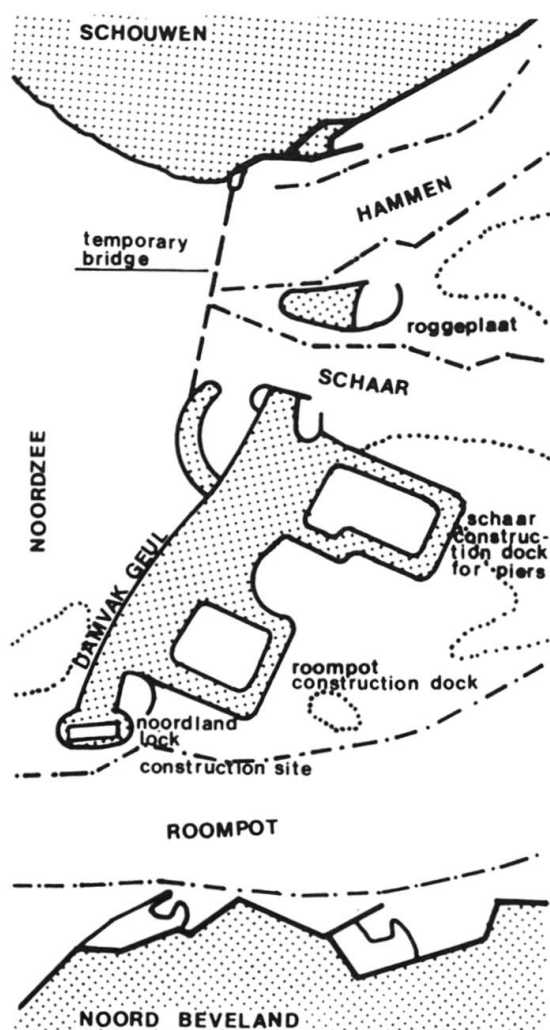 SCHOUWEN
HAMMEN
temporary
bridge
roggeplaat
SCHAAR
NOORDZEE
schaar
construc-
tion dock
for piers
DAMVAK GEUL
roompot
construction dock
noordland
lock
construction site
ROOMPOT
NOORD BEVELAND